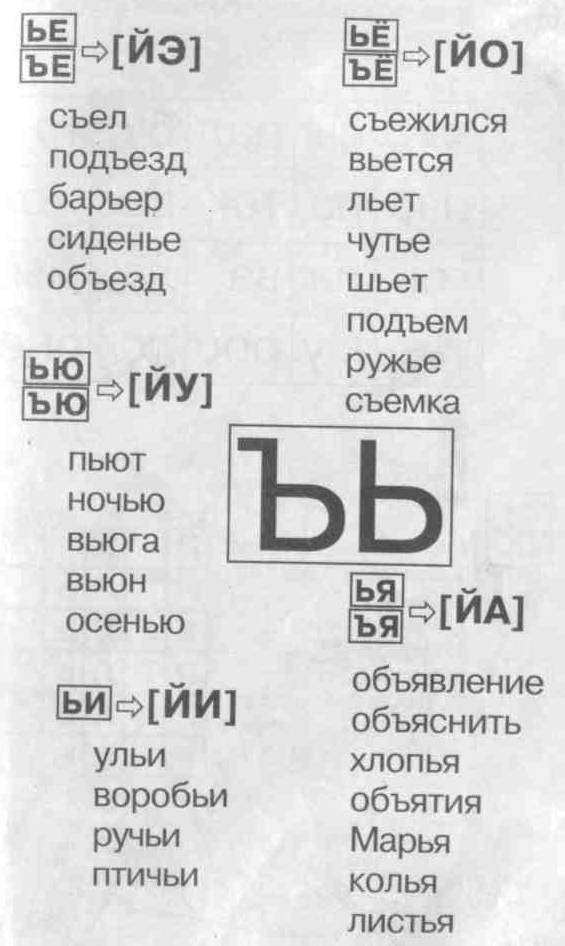 ЬЕ
ЪЕ ⇨ [ЙЭ]
съел
подъезд
барьер
сиденье
объезд
ЬЁ
ЪЁ ⇨ [ЙО]
съежился
вьется
льет
чутье
шьет
подъем
ружье
съемка
ЬЮ
ЪЮ ⇨ [ЙУ]
пьют
ночью
вьюга
вьюн
осенью
ЪЬ
ЬИ ⇨ [ЙИ]
ульи
воробьи
ручьи
птичьи
ЬЯ
ЪЯ ⇨ [ЙА]
объявление
объяснить
хлопья
объятия
Марья
колья
листья